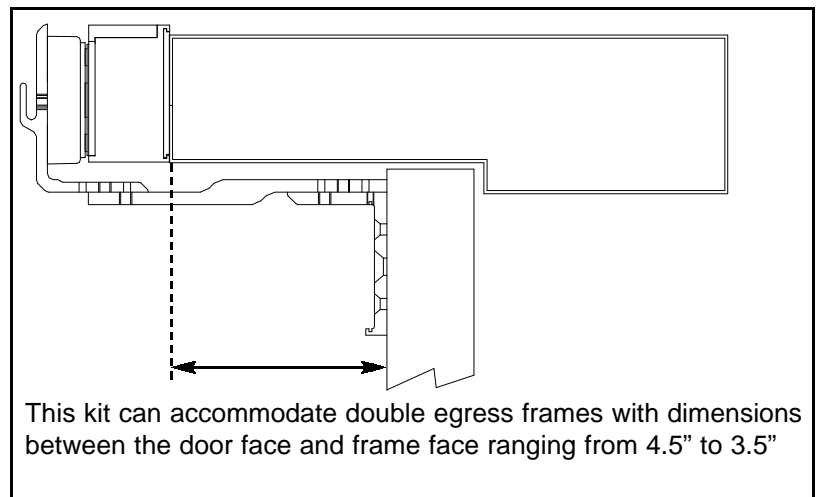 This kit can accommodate double egress frames with dimensions
between the door face and frame face ranging from 4.5” to 3.5”